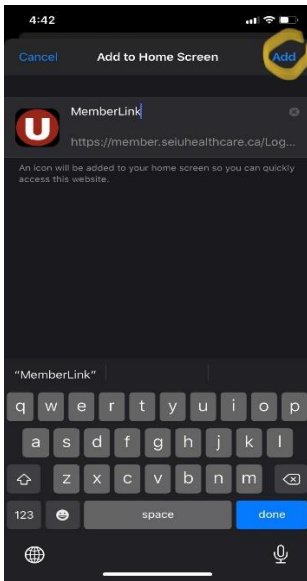 4:42
Cancel Add to Home Screen Add
U
MemberLink
https://member.seiuhealthcare.ca/Log...
An icon will be added to your home screen so you can quickly
access this website.
“MemberLink”
q w e r t y u i o p
a s d f g h j k l
z x c v b n m
123 space done